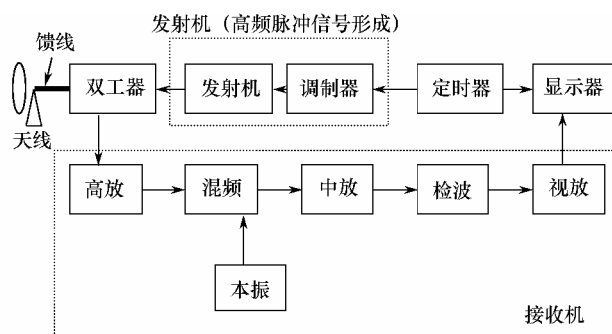 发射机（高频脉冲信号形成）
馈线
双工器
发射机
调制器
定时器
显示器
天线
高放
混频
中放
检波
视放
本振
接收机